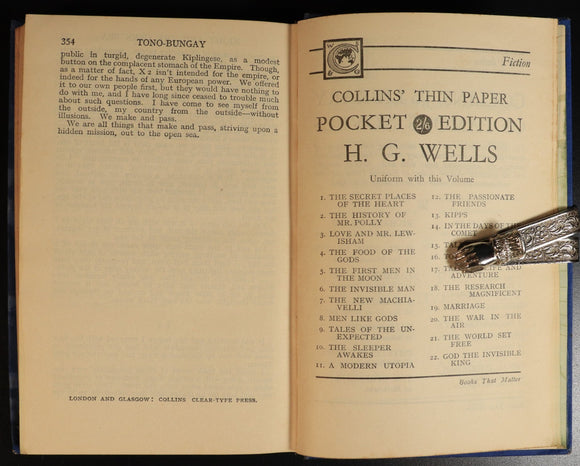 354 TONO-BUNGAY
public in turgid, degenerate Kiplingese, as a modest
button on the complacent stomach of the Empire. Though,
as a matter of fact, X 2 isn't intended for the empire, or
indeed for the hands of any European power. We offered
it to our own people first, but they would have nothing to
do with me, and I have long since ceased to trouble much
about such questions. I have come to see myself from
the outside, my country from the outside—without
illusions. We make and pass.
We are all things that make and pass, striving upon a
hidden mission, out to the open sea.
LONDON AND GLASGOW: COLLINS CLEAR-TYPE PRESS.
Fiction
COLLINS' THIN PAPER
POCKET 2/6 EDITION
H. G. WELLS
Uniform with this Volume
1. THE SECRET PLACES
OF THE HEART
2. THE HISTORY OF
MR. POLLY
3. LOVE AND MR. LEW-
ISHAM
4. THE FOOD OF THE
GODS
5. THE FIRST MEN IN
THE MOON
6. THE INVISIBLE MAN
7. THE NEW MACHIA-
VELLI
8. MEN LIKE GODS
9. TALES OF THE UN-
EXPECTED
10. THE SLEEPER
AWAKES
11. A MODERN UTOPIA
12. THE PASSIONATE
FRIENDS
13. KIPPS
14. IN THE DAYS OF THE
COMET
15.
16.
17. LIFE AND
ADVENTURE
18. THE RESEARCH
MAGNIFICENT
19. MARRIAGE
20. THE WAR IN THE
AIR
21. THE WORLD SET
FREE
22. GOD THE INVISIBLE
KING
Books That Matter